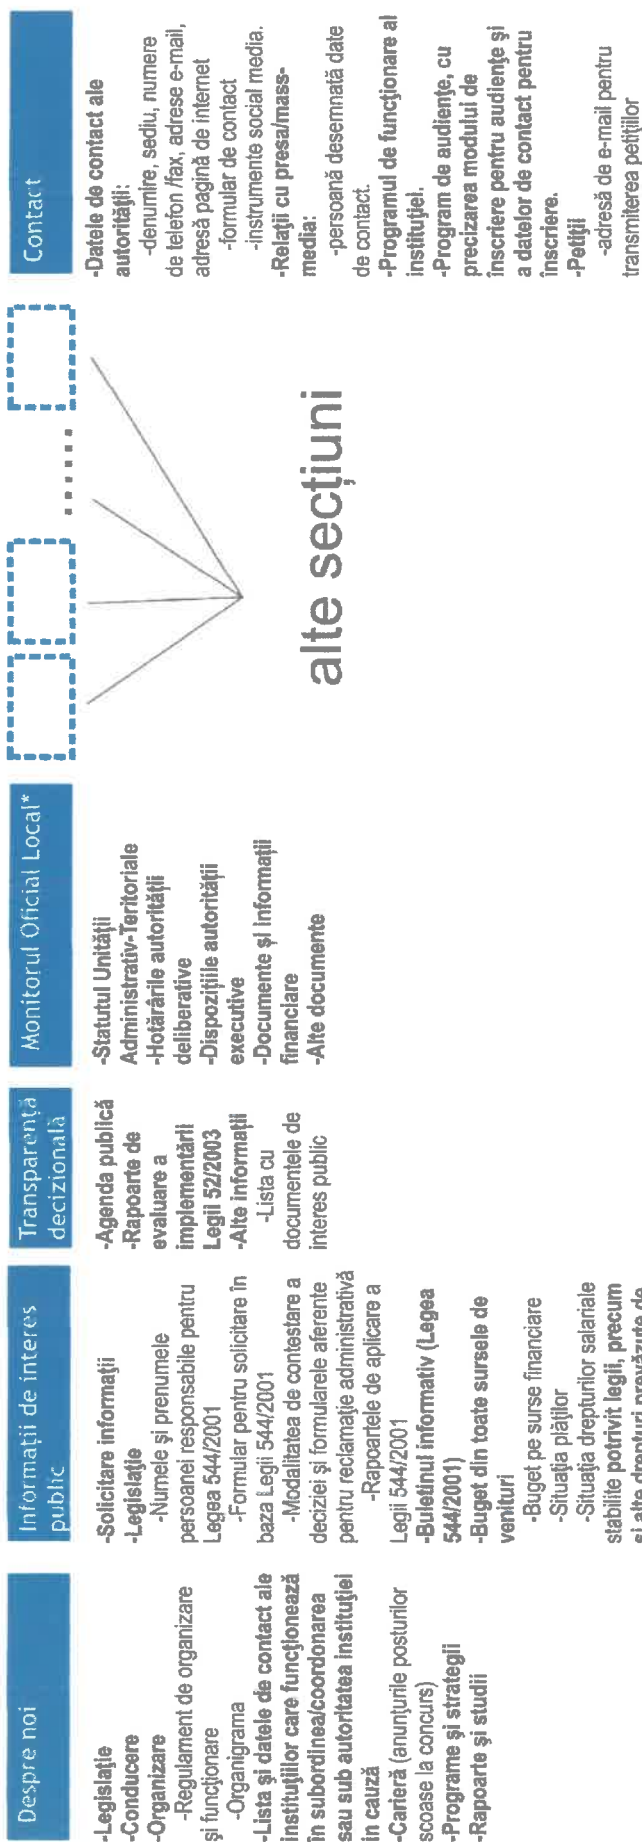 Despre noi
-Legislație
-Conducere
-Organizare
-Regulament de organizare
și funcționare
-Organigrama
-Lista și datele de contact ale
instituțiilor care funcționează
în subordinea/coordonarea
sau sub autoritatea instituției
in cauză
-Carieră (anunțurile posturilor
scoase la concurs)
-Programe și strategii
-Rapoarte și studii
Informații de interes
public
-Solicitare informații
-Legislație
-Numele și prenumele
persoanei responsabile pentru
Legea 544/2001
-Formular pentru solicitare în
baza Legii 544/2001
-Modalitatea de contestare a
deciziei și formularele aferente
pentru reclamație administrativă
-Rapoartele de aplicare a
Legii 544/2001
-Buletinul informativ (Legea
544/2001)
-Buget din toate sursele de
venituri
-Buget pe surse financiare
-Situația plăților
-Situația drepturilor salariale
stabilite potrivit legii, precum
și alte drepturi prevăzute de
Transparență
decizională
-Agenda publică
-Rapoarte de
evaluare a
implementării
Legii 52/2003
-Alte informații
-Lista cu
documentele de
interes public
Monitorul Oficial Local*
-Statutul Unității
Administrativ-Teritoriale
-Hotărârile autorității
deliberative
-Dispozițiile autorității
executive
-Documente și informații
financiare
-Alte documente
......
alte secțiuni
Contact
-Datele de contact ale
autorității:
-denumire, sediu, numere
de telefon /fax, adrese e-mail,
adresă pagină de internet
-formular de contact
-instrumente social media.
-Relații cu presa/mass-
media:
-persoană desemnată date
de contact.
-Programul de funcționare al
instituției.
-Program de audiențe, cu
precizarea modului de
înscriere pentru audiențe și
a datelor de contact pentru
înscriere.
-Petiții
-adresă de e-mail pentru
transmiterea petițiilor